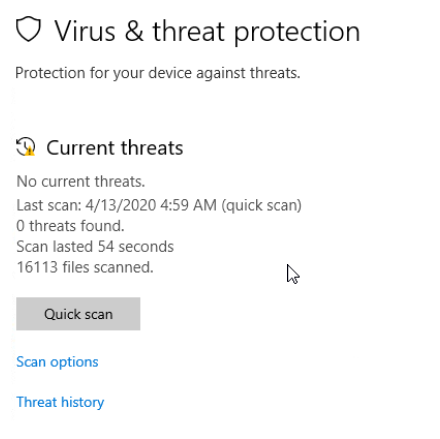 Virus & threat protection
Protection for your device against threats.
Current threats
No current threats.
Last scan: 4/13/2020 4:59 AM (quick scan)
0 threats found.
Scan lasted 54 seconds
16113 files scanned.
Quick scan
Scan options
Threat history